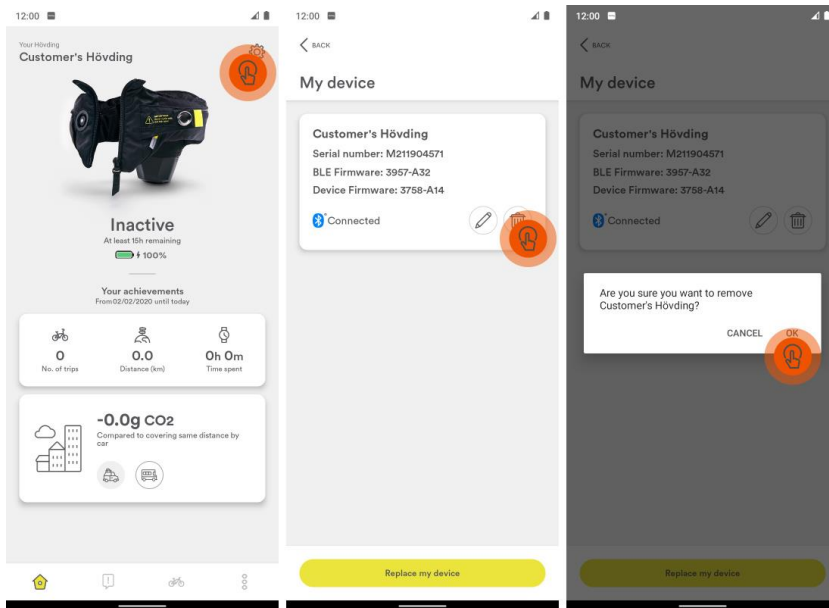 12:00
Your Hövding
Customer's Hövding
Inactive
At least 15h remaining
100%
Your achievements
From 02/02/2020 until today
0
No. of trips
0.0
Distance (km)
0h 0m
Time spent
-0.0g CO2
Compared to covering same distance by
car
12:00
BACK
My device
Customer's Hövding
Serial number: M211904571
BLE Firmware: 3957-A32
Device Firmware: 3758-A14
Connected
Replace my device
12:00
BACK
My device
Customer's Hövding
Serial number: M211904571
BLE Firmware: 3957-A32
Device Firmware: 3758-A14
Connected
Are you sure you want to remove
Customer's Hövding?
CANCEL OK
Replace my device